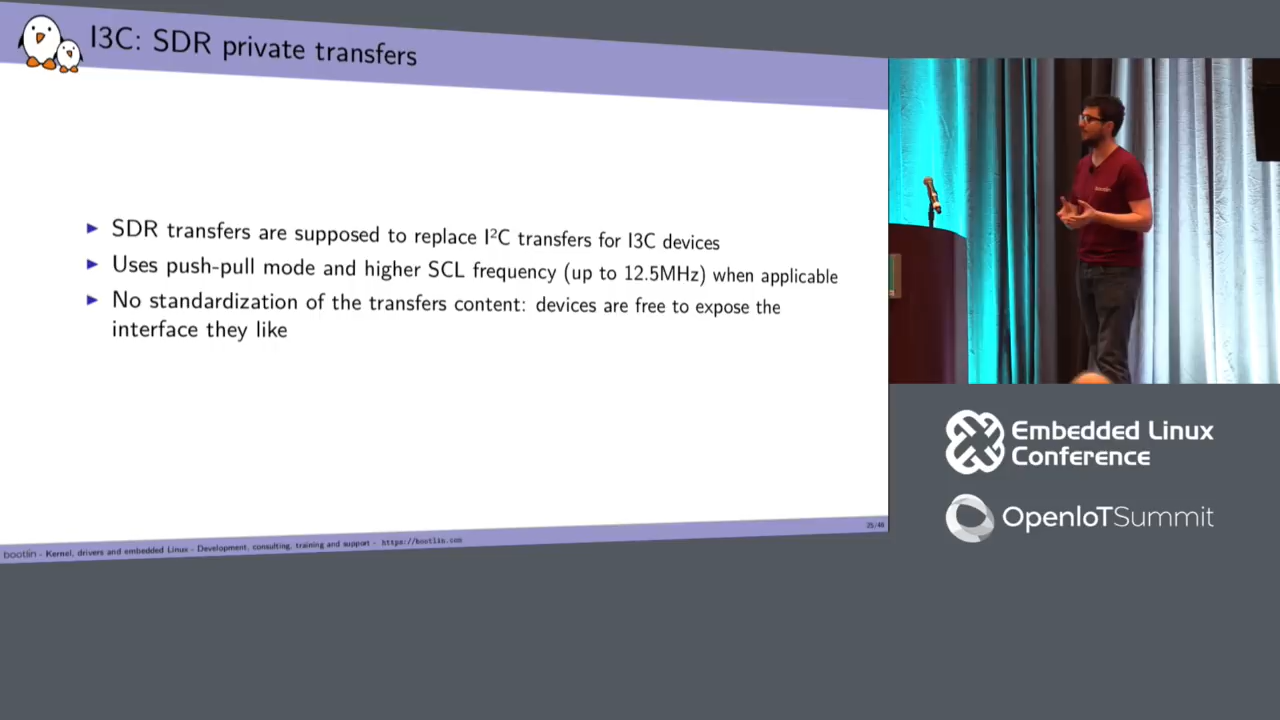 I3C: SDR private transfers
▶ SDR transfers are supposed to replace I²C transfers for I3C devices
▶ Uses push-pull mode and higher SCL frequency (up to 12.5MHz) when applicable
▶ No standardization of the transfers content: devices are free to expose the
interface they like
bootlin - Kernel, drivers and embedded Linux - Development, consulting, training and support - https://bootlin.com
25/40
bootlin
Embedded Linux
Conference
OpenIoTSummit